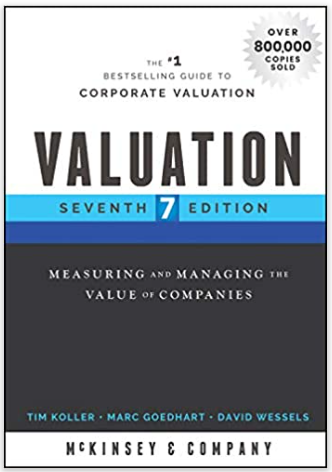 OVER
800,000
COPIES
SOLD
THE #1
BESTSELLING GUIDE TO
CORPORATE VALUATION
VALUATION
SEVENTH 7 EDITION
MEASURING AND MANAGING THE
VALUE OF COMPANIES
TIM KOLLER • MARC GOEDHART • DAVID WESSELS
MCKINSEY & COMPANY